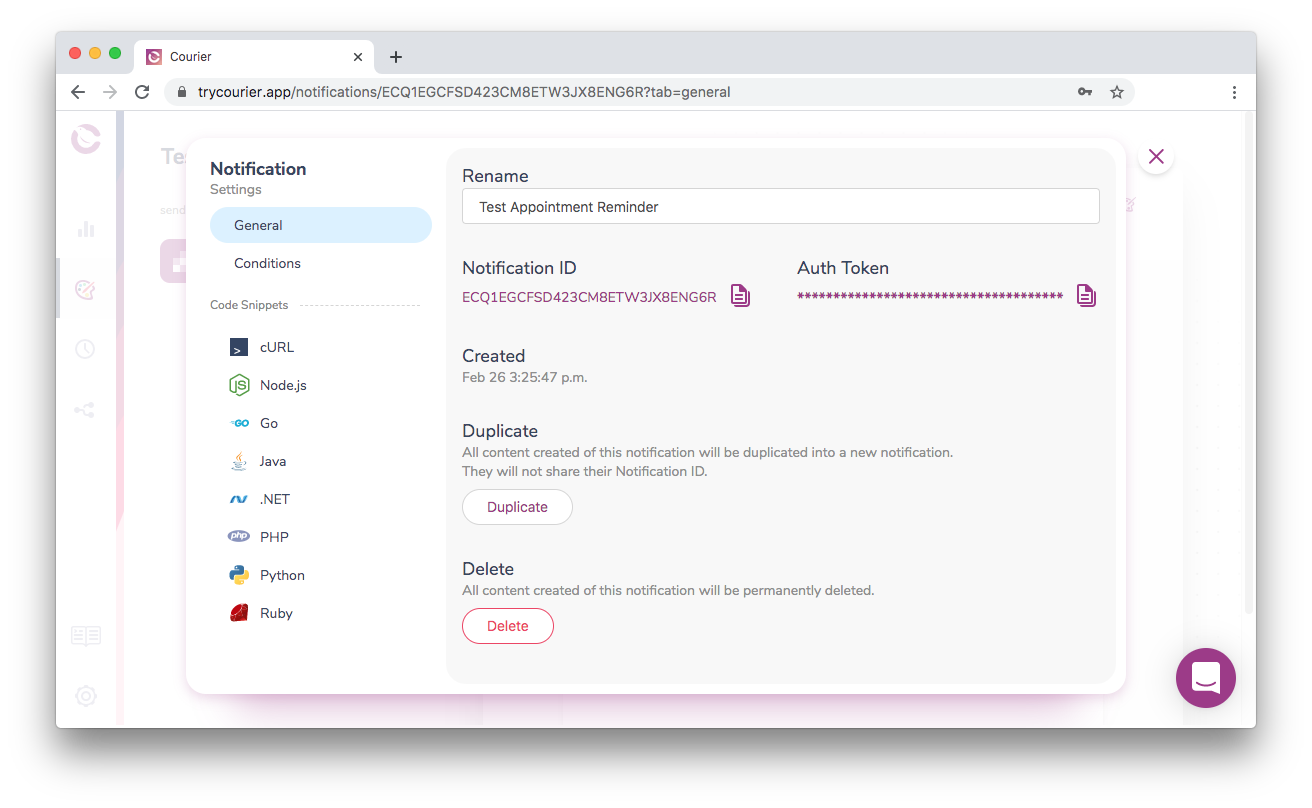 Courier
trycourier.app/notifications/ECQ1EGCFSD423CM8ETW3JX8ENG6R?tab=general
Te
send
Notification
Settings
General
Conditions
Code Snippets
cURL
Node.js
Go
Java
.NET
PHP
Python
Ruby
Rename
Test Appointment Reminder
Notification ID
ECQ1EGCFSD423CM8ETW3JX8ENG6R
Auth Token
*************************************
Created
Feb 26 3:25:47 p.m.
Duplicate
All content created of this notification will be duplicated into a new notification.
They will not share their Notification ID.
Duplicate
Delete
All content created of this notification will be permanently deleted.
Delete